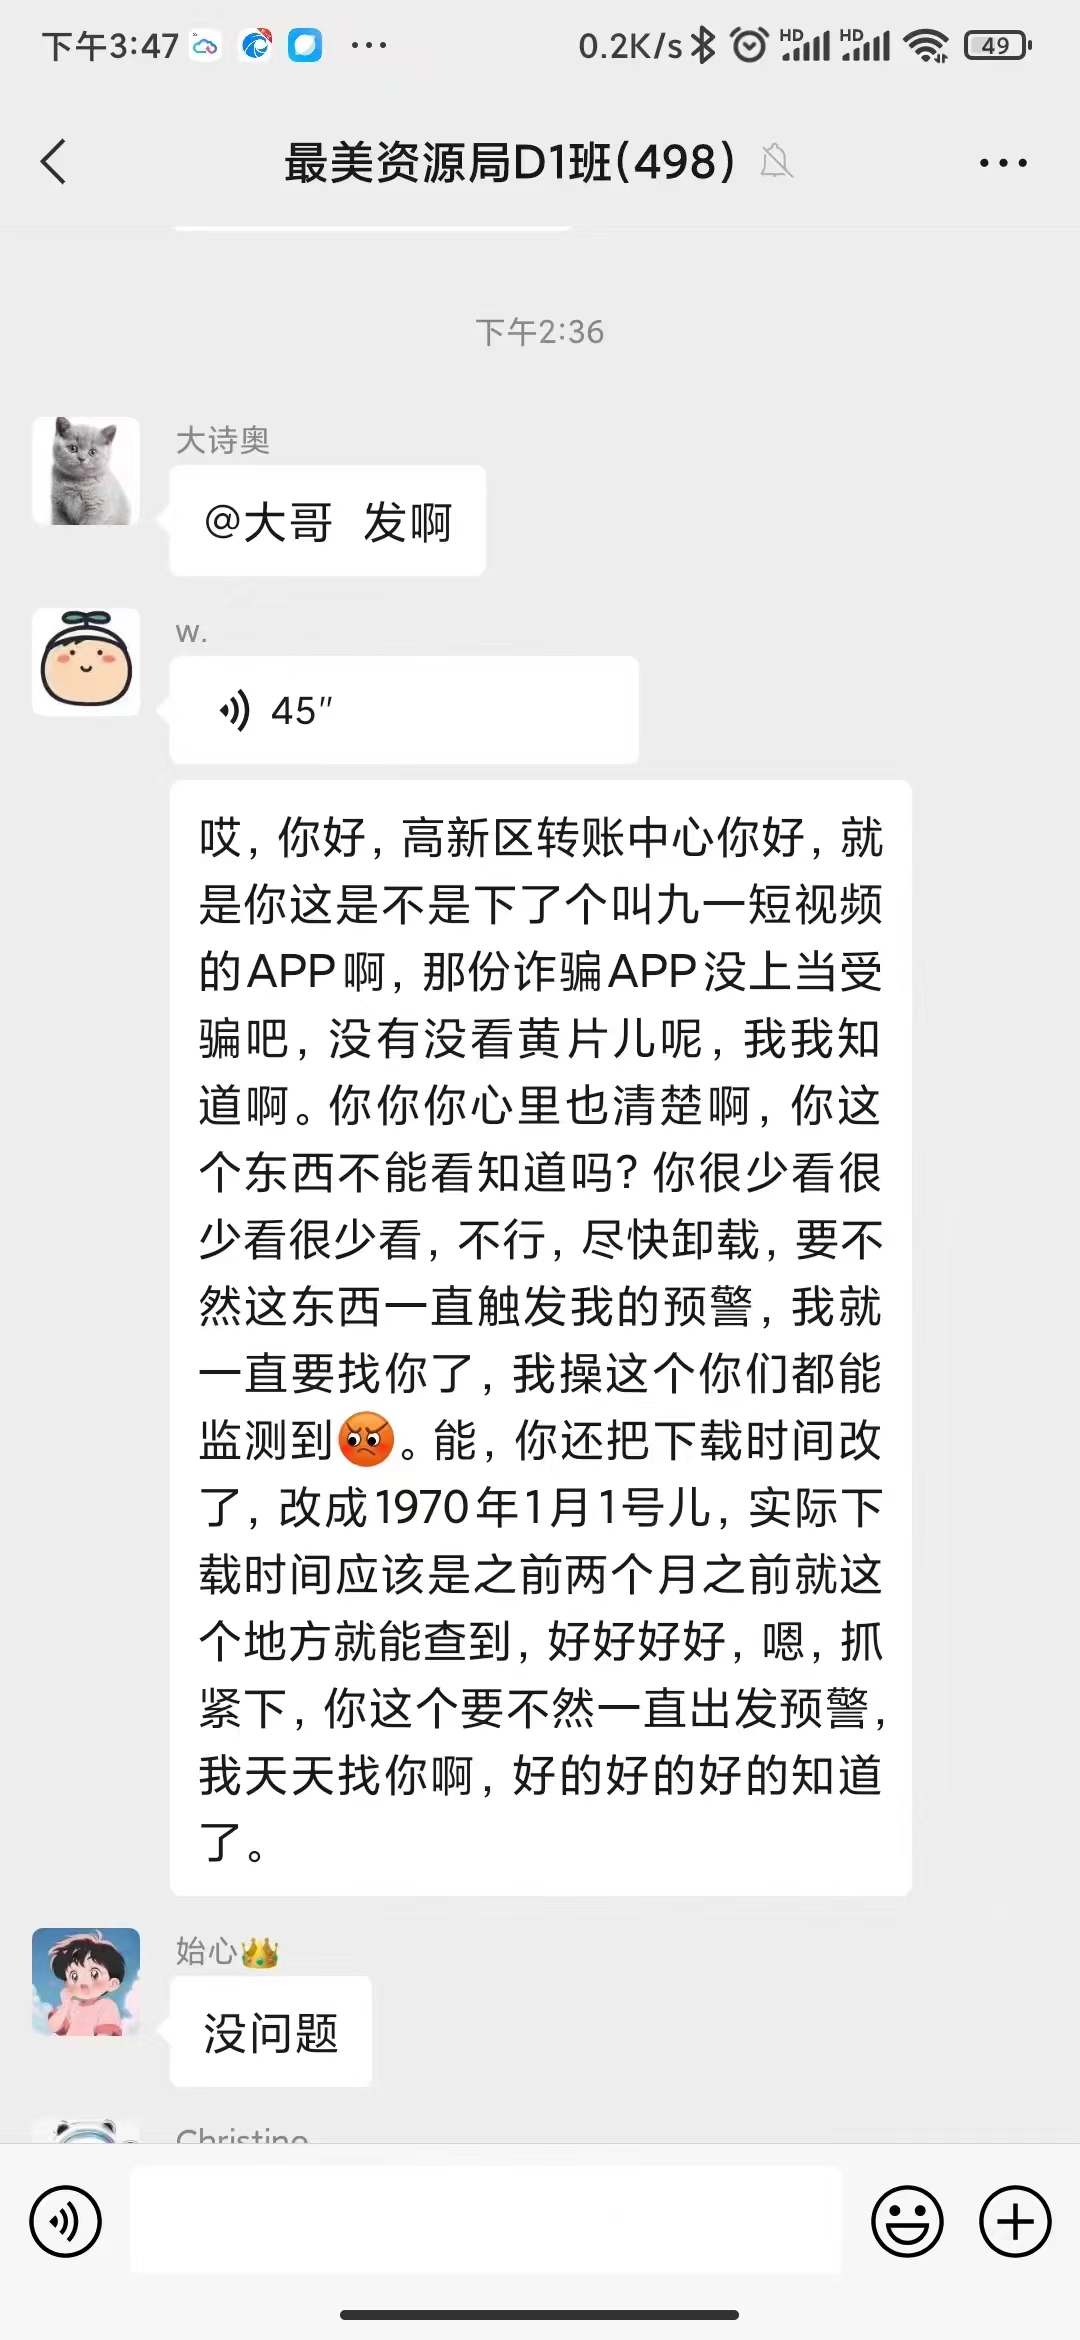 下午3:47 0.2K/s HD HD 49
最美资源局D1班(498)
下午2:36
大诗奥
@大哥 发啊
w.
45"
哎，你好，高新区转账中心你好，就
是你这是不是下了个叫九一短视频
的APP啊，那份诈骗APP没上当受
骗吧，没有没看黄片儿呢，我我知
道啊。你你你心里也清楚啊，你这
个东西不能看知道吗？你很少看很
少看很少看，不行，尽快卸载，要不
然这东西一直触发我的预警，我就
一直要找你了，我操这个你们都能
监测到😡。能，你还把下载时间改
了，改成1970年1月1号儿，实际下
载时间应该是之前两个月之前就这
个地方就能查到，好好好好，嗯，抓
紧下，你这个要不然一直出发预警，
我天天找你啊，好的好的好的知道
了。
始心👑
没问题
Christine